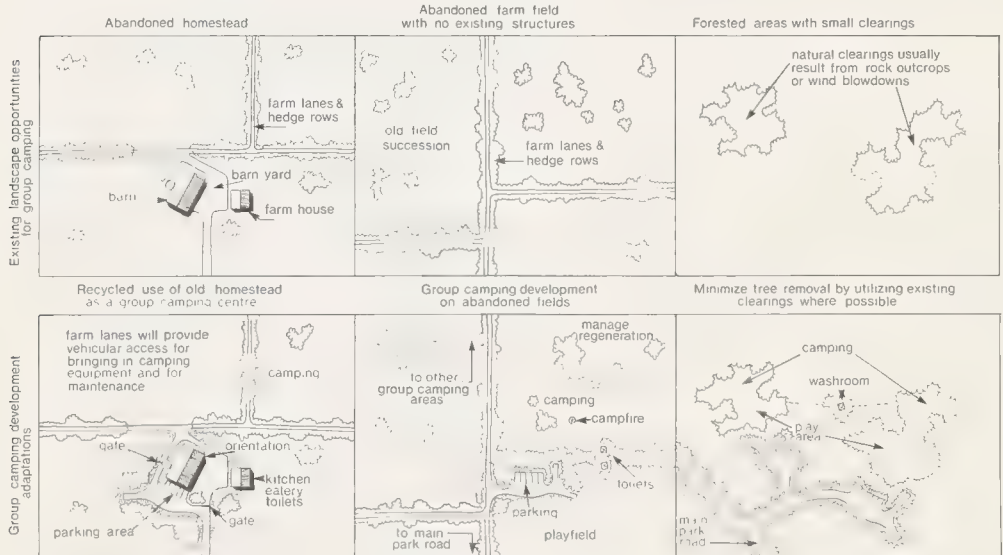 Abandoned homestead
Abandoned farm field
with no existing structures
Forested areas with small clearings
Existing landscape opportunities
for group camping
farm lanes &
hedge rows
barn yard
barn
farm house
old field
succession
farm lanes &
hedge rows
natural clearings usually
result from rock outcrops
or wind blowdowns
Recycled use of old homestead
as a group camping centre
Group camping development
on abandoned fields
Minimize tree removal by utilizing existing
clearings where possible
Group camping development
adaptations
farm lanes will provide
vehicular access for
bringing in camping
equipment and for
maintenance
camping
gate
orientation
kitchen
eatery
toilets
gate
parking area
manage
regeneration
to other
group camping
areas
camping
campfire
toilets
parking
to main
park road
playfield
camping
washroom
play
area
main
park
road